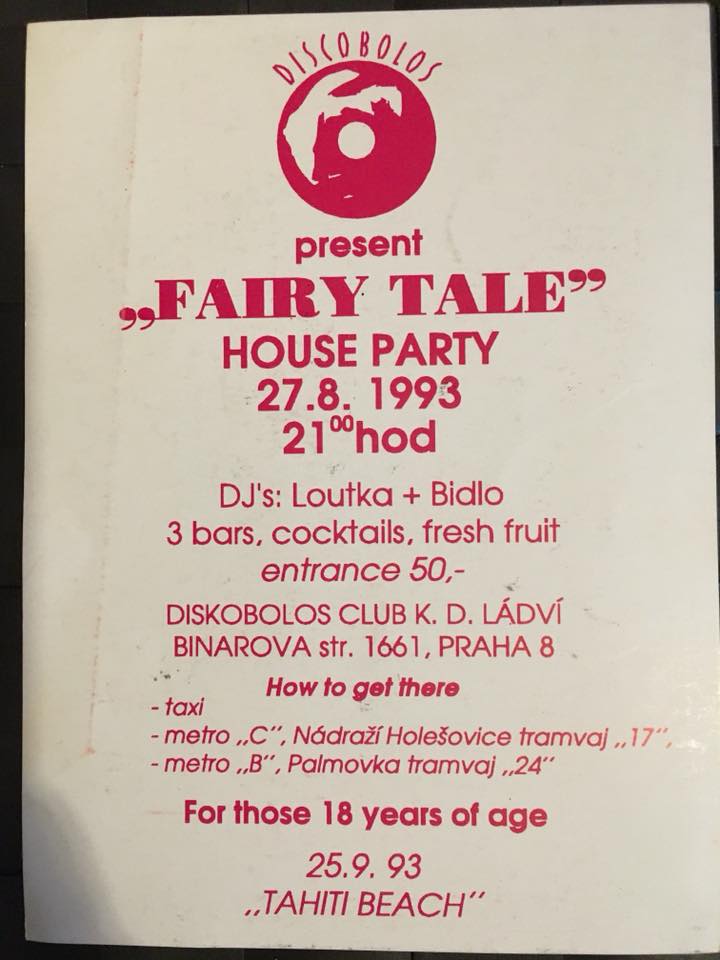 DISCOBOLOS
present
„FAIRY TALE”
HOUSE PARTY
27.8. 1993
21⁰⁰hod
DJ's: Loutka + Bidlo
3 bars, cocktails, fresh fruit
entrance 50,-
DISKOBOLOS CLUB K. D. LÁDVÍ
BINAROVA str. 1661, PRAHA 8
How to get there
- taxi
- metro „C”, Nádraží Holešovice tramvaj „17”,
- metro „B”, Palmovka tramvaj „24”
For those 18 years of age
25.9. 93
„TAHITI BEACH”